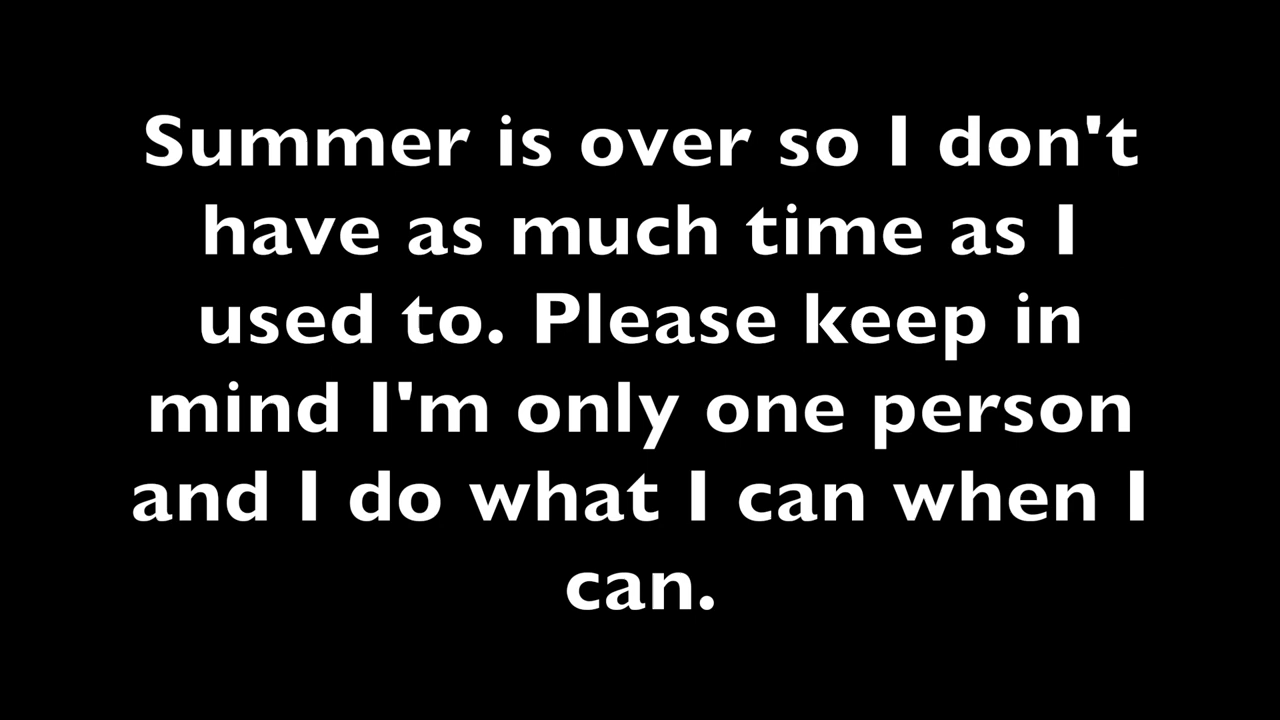 Summer is over so I don't
have as much time as I
used to. Please keep in
mind I'm only one person
and I do what I can when I
can.